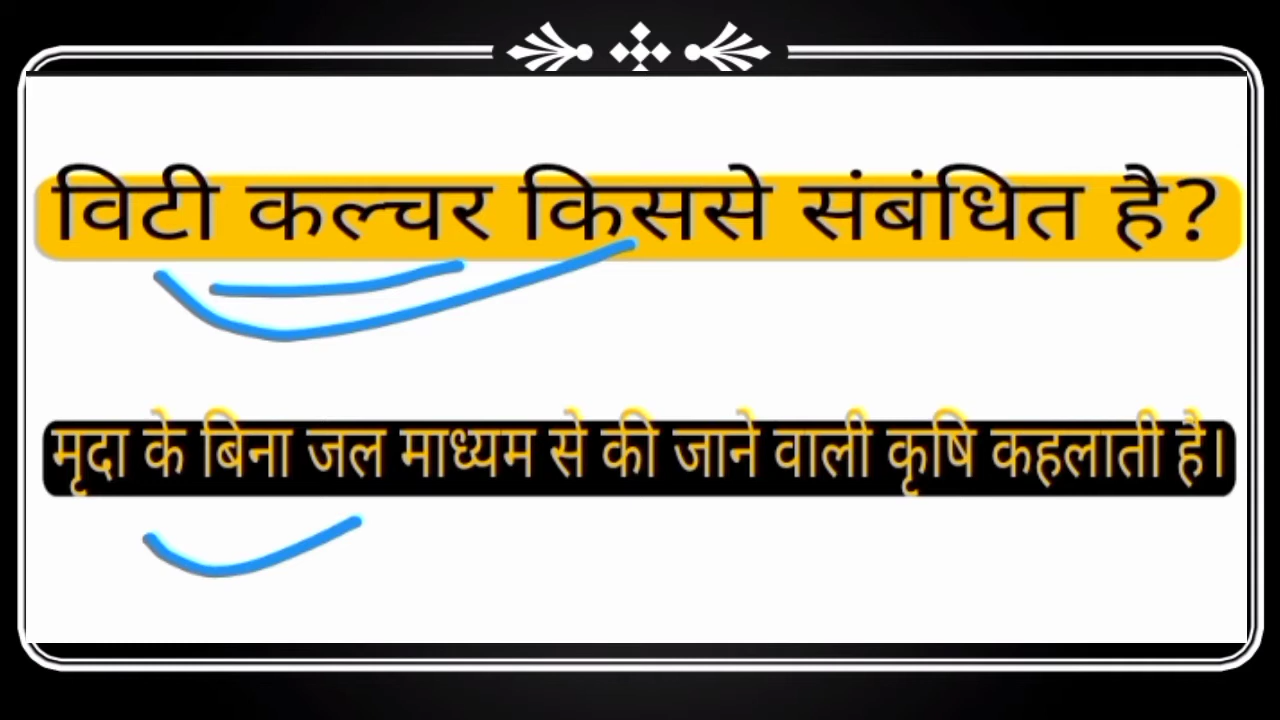 विटी कल्चर किससे संबंधित है?
मृदा के बिना जल माध्यम से की जाने वाली कृषि कहलाती है।